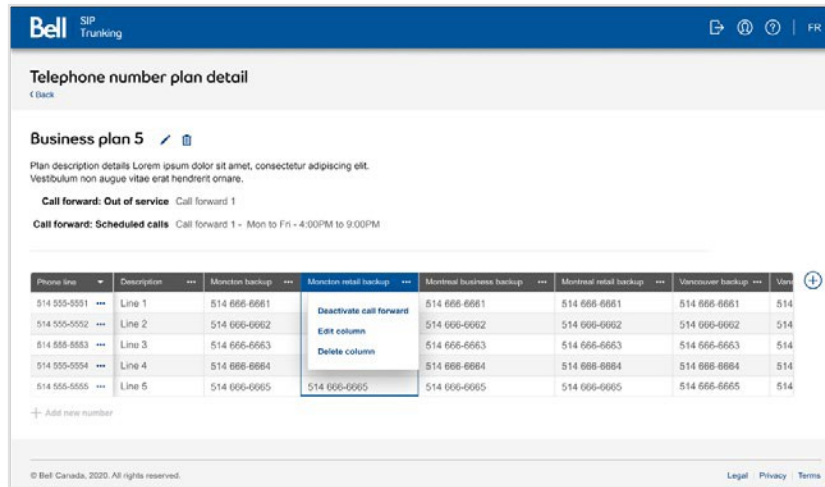 Bell SIP Trunking FR
Telephone number plan detail
Back
Business plan 5
Plan description details Lorem ipsum dolor sit amet, consectetur adipiscing elit.
Vestibulum non augue vitae erat hendrerit ornare.
Call forward: Out of service Call forward 1
Call forward: Scheduled calls Call forward 1 - Mon to Fri - 4:00PM to 9:00PM
Phone line Description Moncton backup Moncton retail backup Montreal business backup Montreal retail backup Vancouver backup
514 555-5551 Line 1 514 666-6661 514 666-6661 514 666-6661 514 666-6661 514
Deactivate call forward
514 555-5552 Line 2 514 666-6662 514 666-6662 514 666-6662 514 666-6662 514
Edit column
514 555-5553 Line 3 514 666-6663 514 666-6663 514 666-6663 514 666-6663 514
Delete column
514 555-5554 Line 4 514 666-6664 514 666-6664 514 666-6664 514 666-6664 514
514 555-5555 Line 5 514 666-6665 514 666-6665 514 666-6665 514 666-6665 514 666-6665 514
Add new number
© Bell Canada, 2020. All rights reserved. Legal Privacy Terms